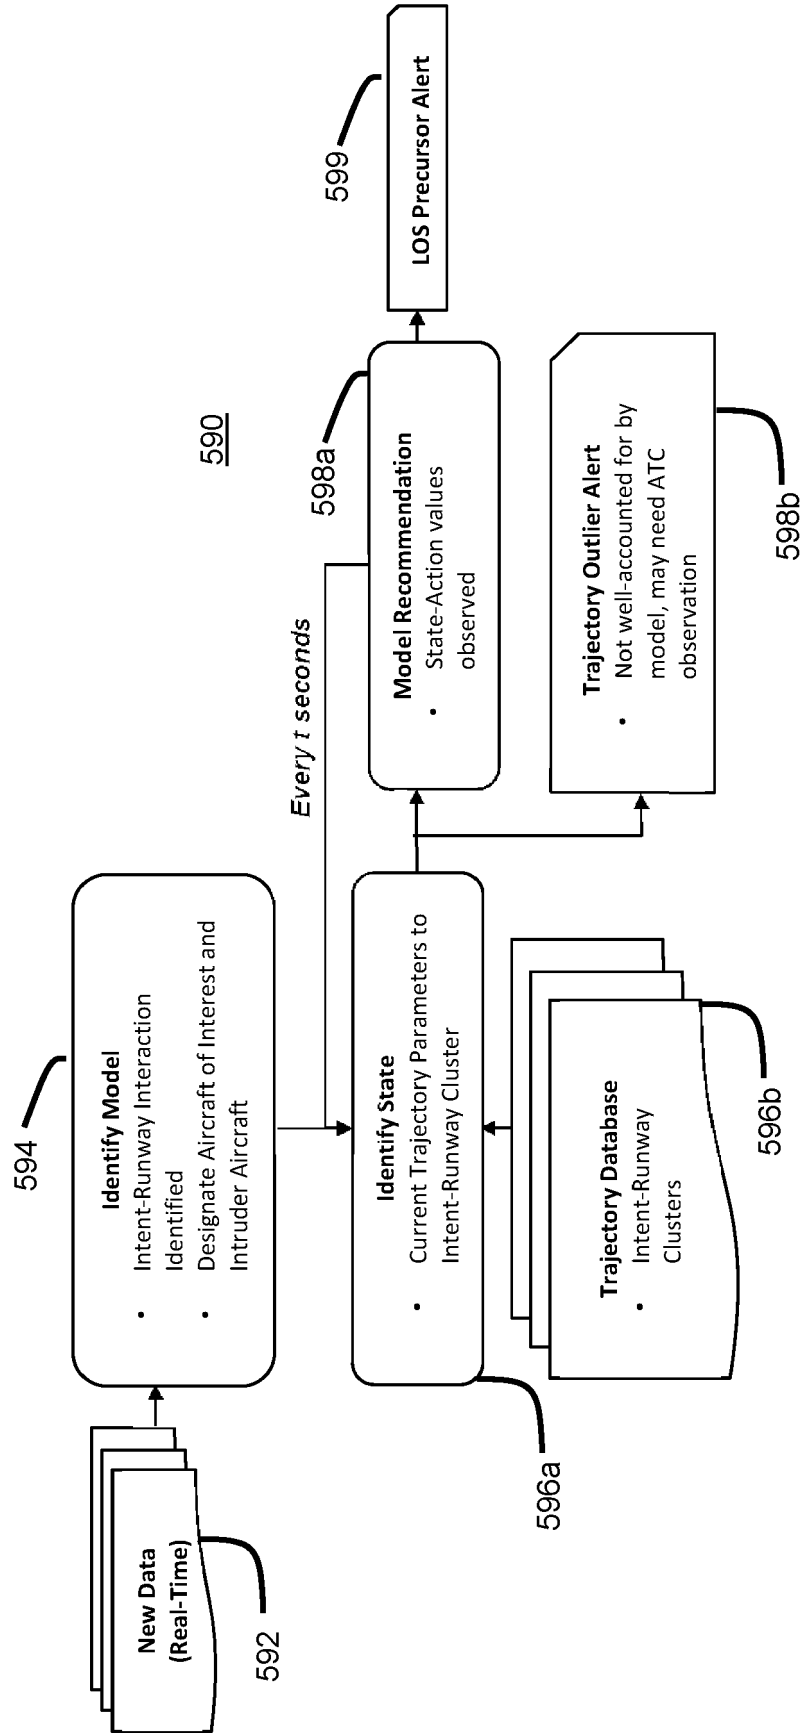 590
New Data
(Real-Time)
592
594
Identify Model
• Intent-Runway Interaction
Identified
• Designate Aircraft of Interest and
Intruder Aircraft
Every t seconds
Identify State
• Current Trajectory Parameters to
Intent-Runway Cluster
596a
Trajectory Database
• Intent-Runway
Clusters
596b
598a
Model Recommendation
• State-Action values
observed
599
LOS Precursor Alert
Trajectory Outlier Alert
• Not well-accounted for by
model, may need ATC
observation
598b